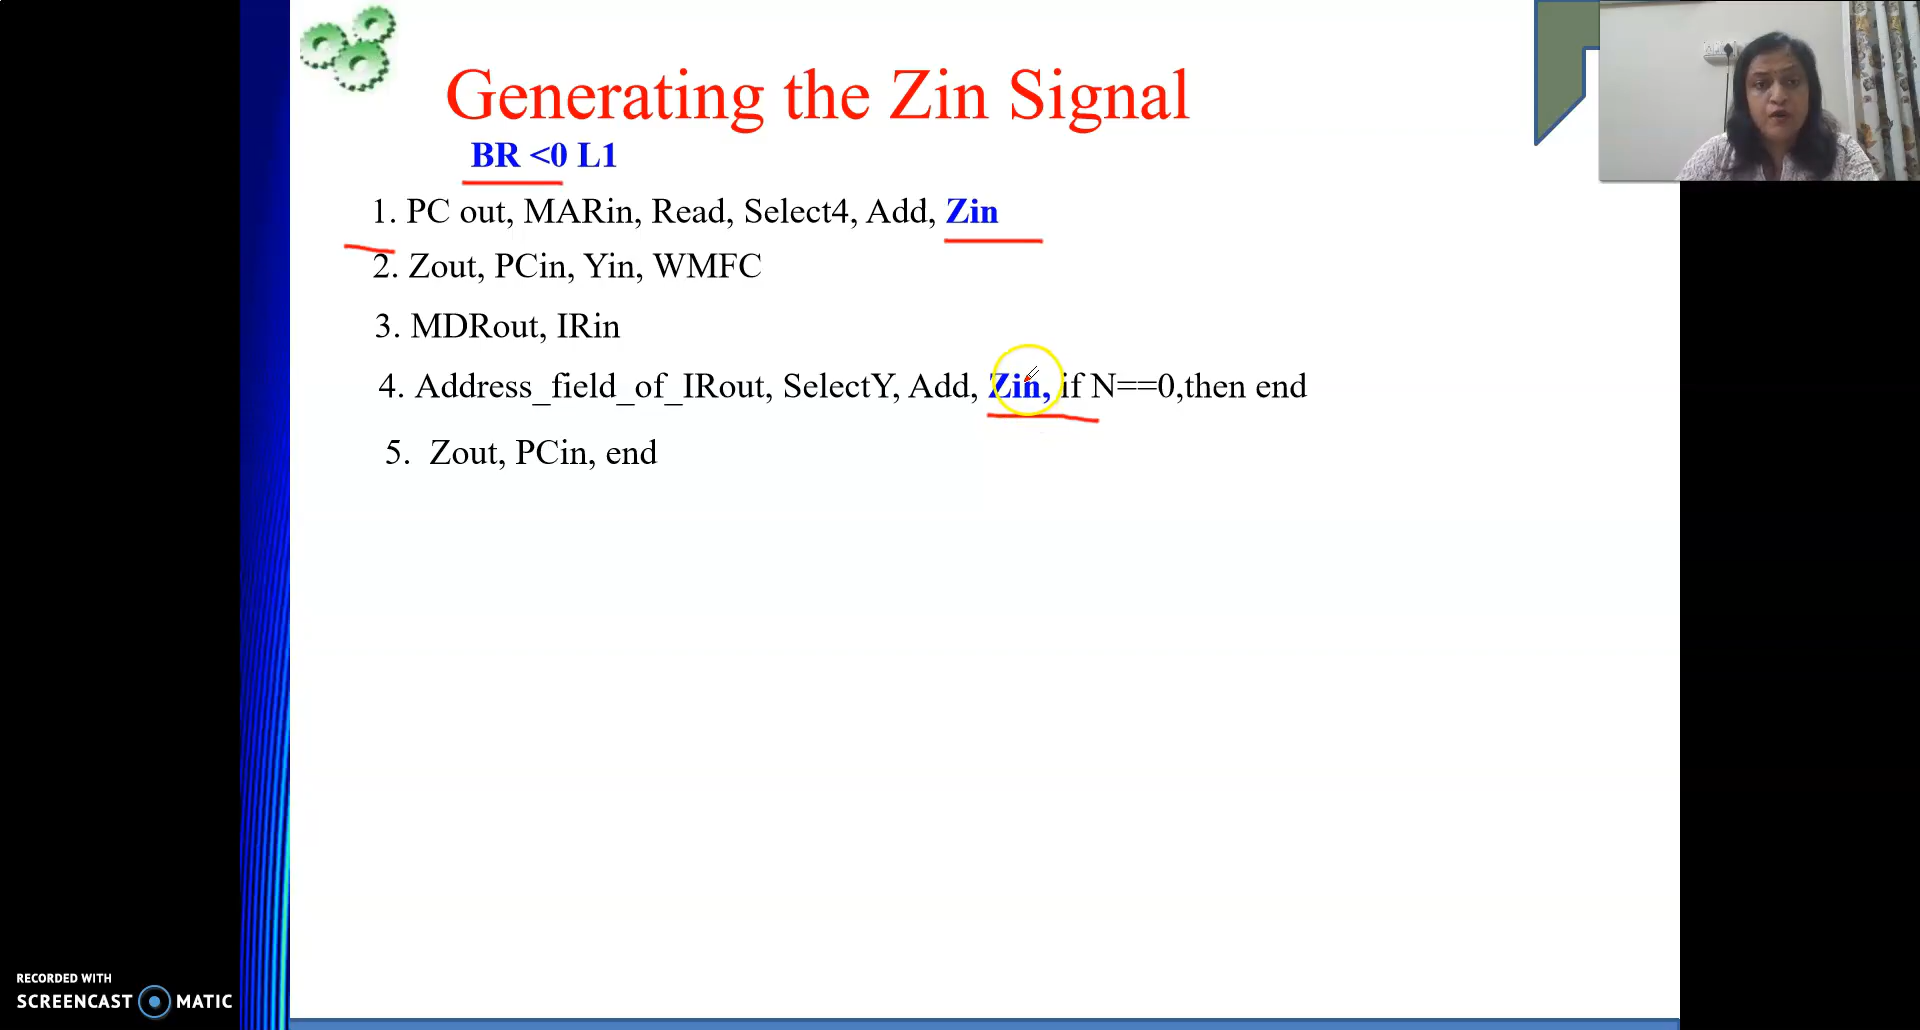 Generating the Zin Signal
BR <0 L1
1. PC out, MARin, Read, Select4, Add, Zin
2. Zout, PCin, Yin, WMFC
3. MDRout, IRin
4. Address_field_of_IRout, SelectY, Add, Zin, if N==0,then end
5. Zout, PCin, end
RECORDED WITH
SCREENCAST MATIC